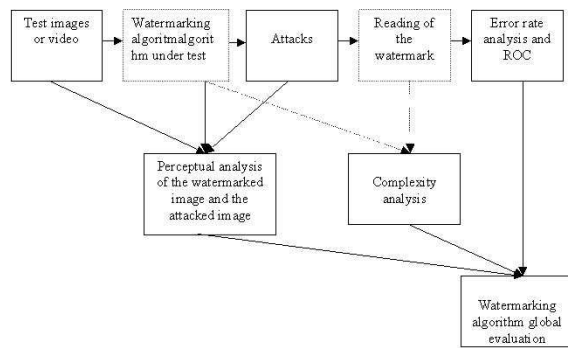 Test images
or video
Watermarking
algoritmalgorit
hm under test
Attacks
Reading of
the
watermark
Error rate
analysis and
ROC
Perceptual analysis
of the watermarked
image and the
attacked image
Complexity
analysis
Watermarking
algorithm global
evaluation